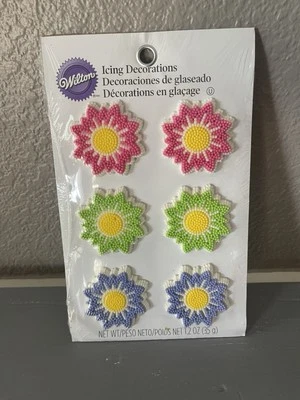 Wilton
Icing Decorations
Decoraciones de glaseado
Décorations en glaçage
NET WT/PESO NETO/POIDS NET 1.2 OZ (35 g)